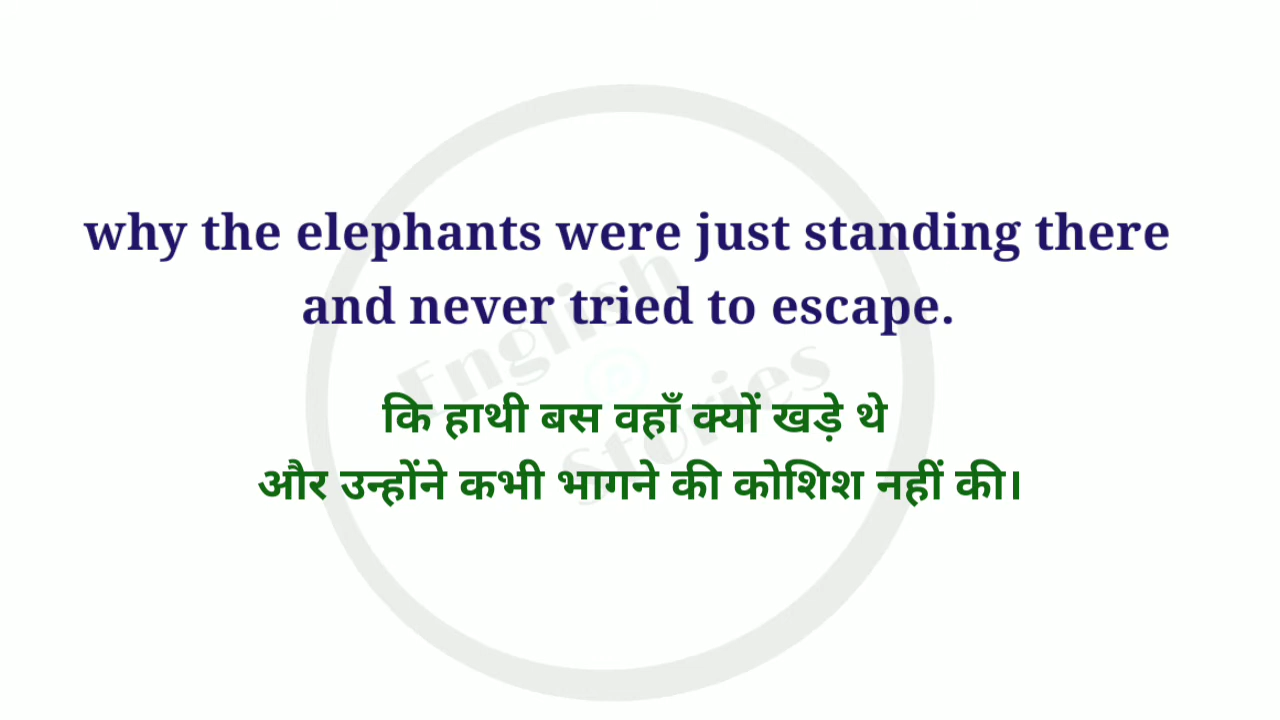 why the elephants were just standing there
and never tried to escape.
English
Stories
कि हाथी बस वहाँ क्यों खड़े थे
और उन्होंने कभी भागने की कोशिश नहीं की।